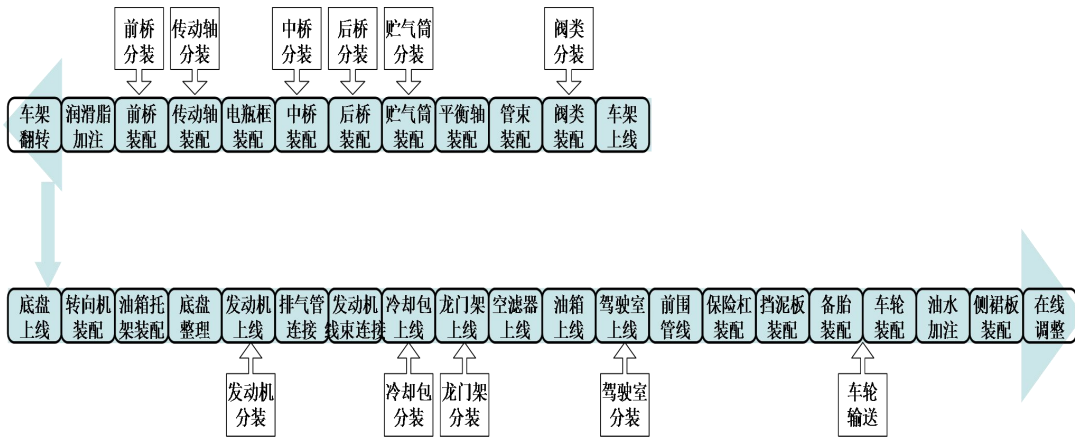 前桥
分装
传动轴
分装
中桥
分装
后桥
分装
贮气筒
分装
阀类
分装
车架
翻转
润滑脂
加注
前桥
装配
传动轴
装配
电瓶框
装配
中桥
装配
后桥
装配
贮气筒
装配
平衡轴
装配
管束
装配
阀类
装配
车架
上线
底盘
上线
转向机
装配
油箱托
架装配
底盘
整理
发动机
上线
排气管
连接
发动机
线束连接
冷却包
上线
龙门架
上线
空滤器
上线
油箱
上线
驾驶室
上线
前围
管线
保险杠
装配
挡泥板
装配
备胎
装配
车轮
装配
油水
加注
侧裙板
装配
在线
调整
发动机
分装
冷却包
分装
龙门架
分装
驾驶室
分装
车轮
输送